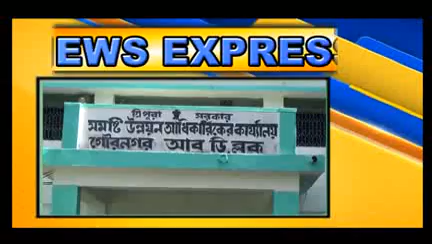 EWS EXPRES
ত্রিপুরা সরকার
সমষ্টি উন্নয়ন আধিকারিকের কার্য্যালয়
গৌরনগর আর ডি ব্লক